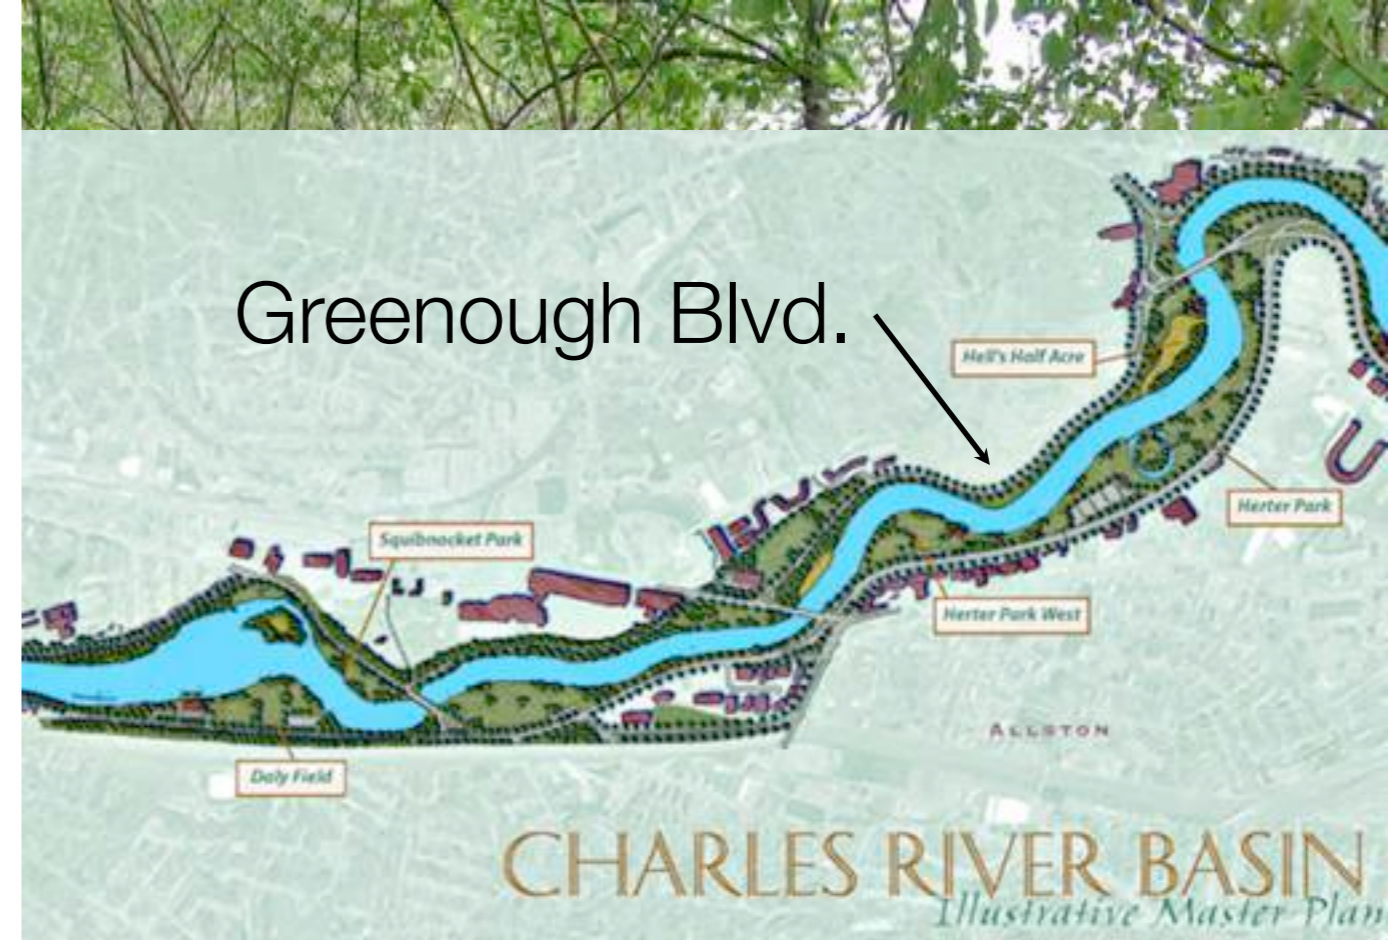 Greenough Blvd.
Hell's Half Acre
Herter Park
Squibnocket Park
Herter Park West
ALLSTON
Daly Field
CHARLES RIVER BASIN
Illustrative Master Plan